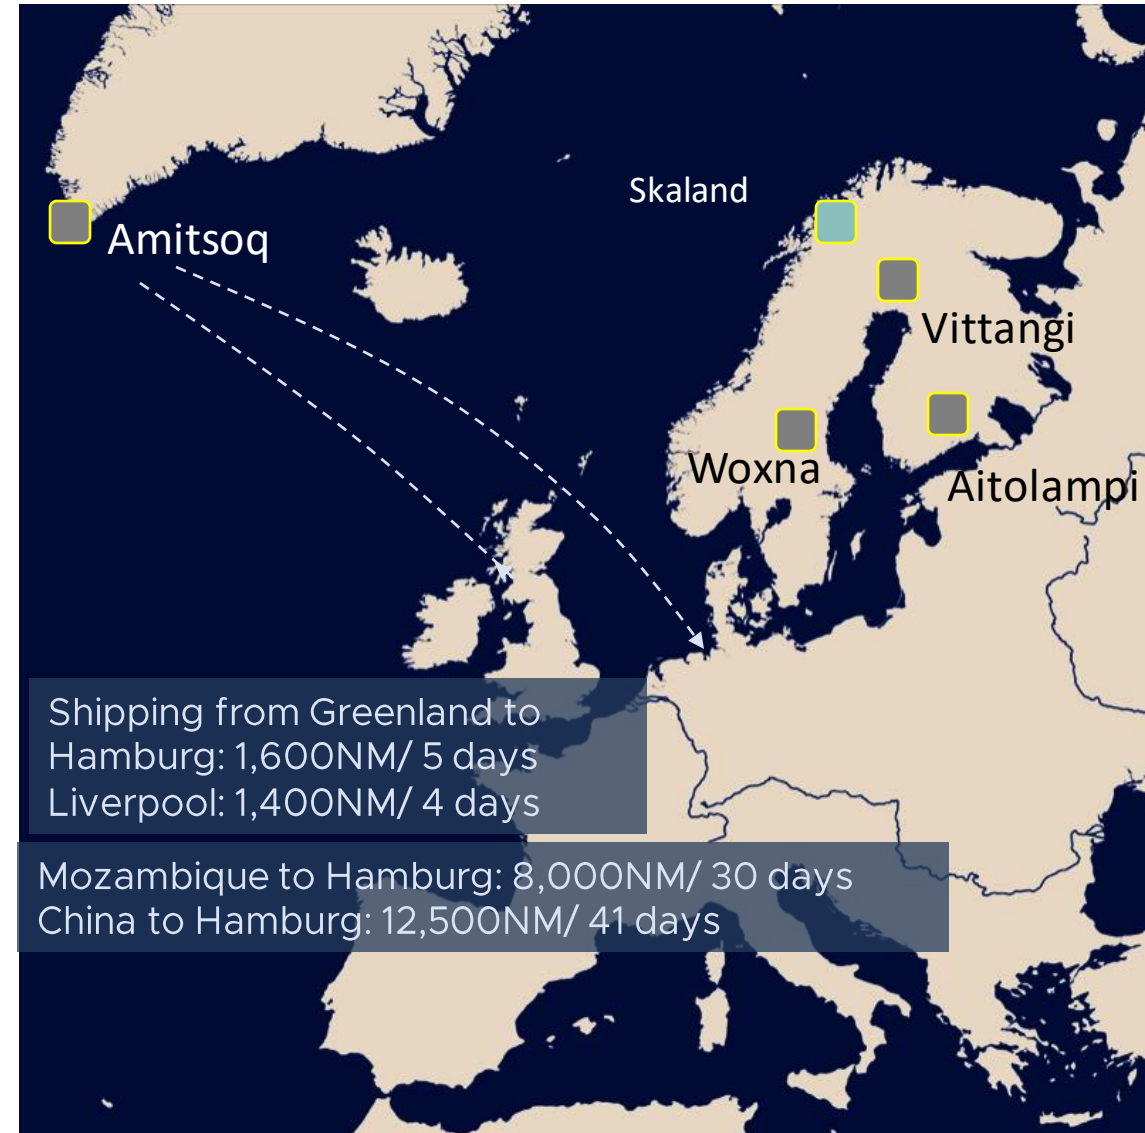 Skaland
Amitsoq
Vittangi
Woxna
Aitolampi
Shipping from Greenland to
Hamburg: 1,600NM/ 5 days
Liverpool: 1,400NM/ 4 days
Mozambique to Hamburg: 8,000NM/ 30 days
China to Hamburg: 12,500NM/ 41 days